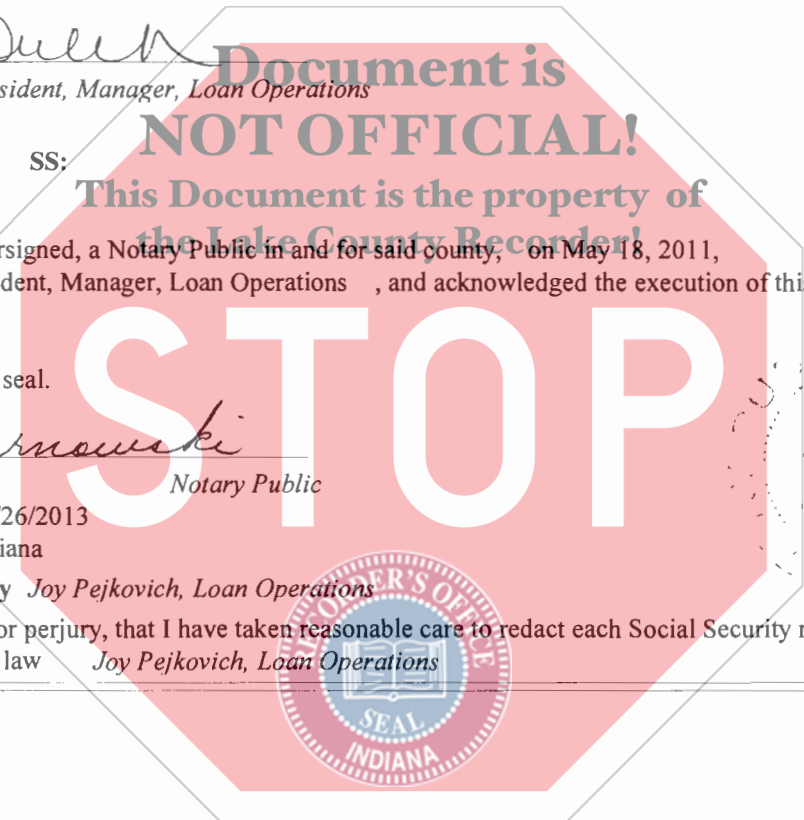 Document is
sident, Manager, Loan Operations
NOT OFFICIAL!
SS:
This Document is the property of
the Lake County Recorder!
rsigned, a Notary Public in and for said county, on May 18, 2011,
dent, Manager, Loan Operations , and acknowledged the execution of this
STOP
seal.
rnowski
Notary Public
/26/2013
iana
y Joy Pejkovich, Loan Operations
or perjury, that I have taken reasonable care to redact each Social Security n
law Joy Pejkovich, Loan Operations
RECORDER'S OFFICE
SEAL
INDIANA